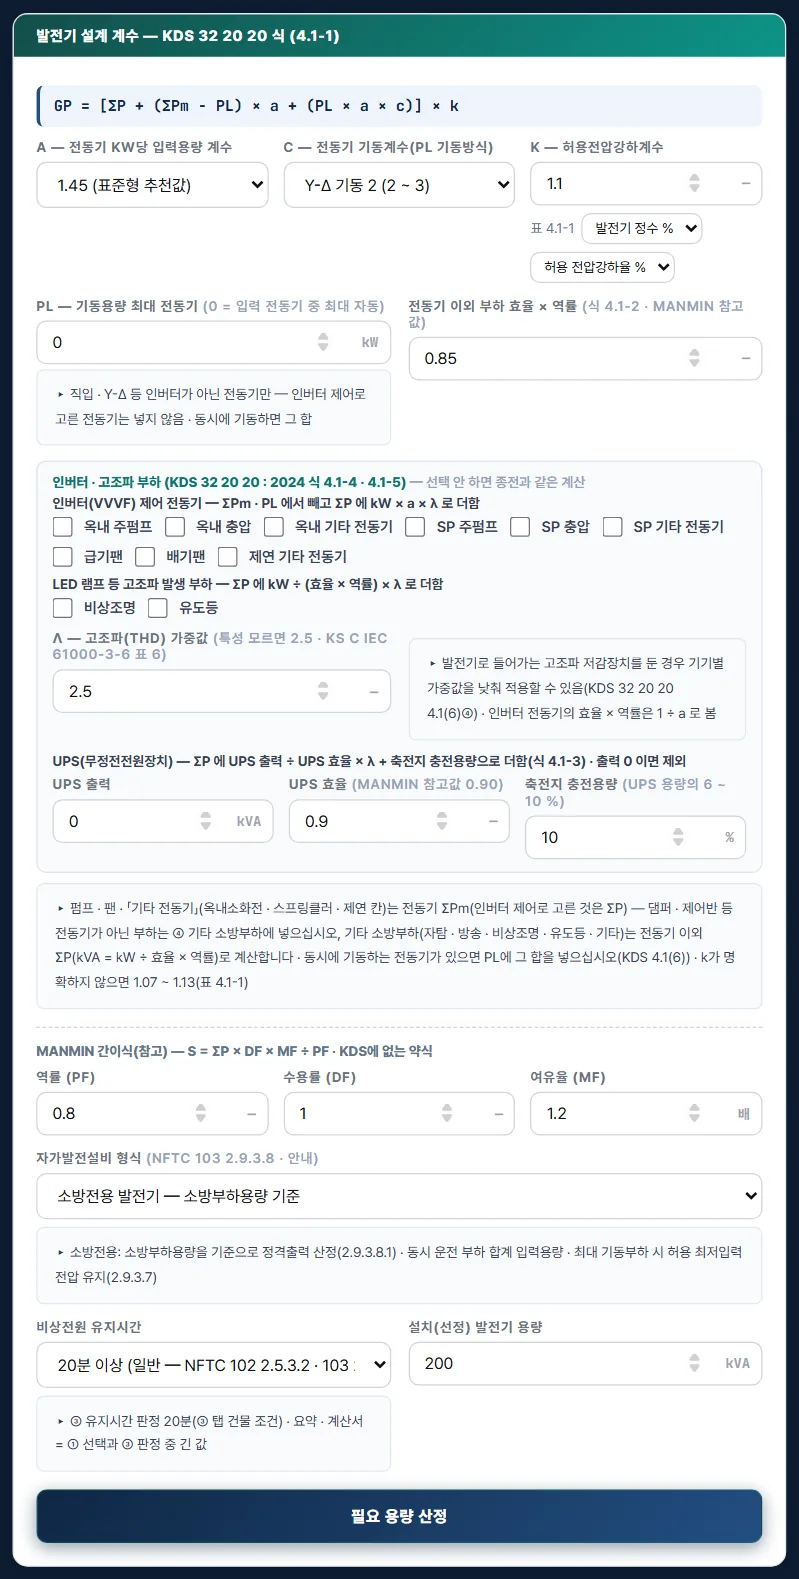 발전기 설계 계수 — KDS 32 20 20 식 (4.1-1)
GP = [ΣP + (ΣPm - PL) × a + (PL × a × c)] × k
A — 전동기 KW당 입력용량 계수
C — 전동기 기동계수(PL 기동방식)
K — 허용전압강하계수
1.45 (표준형 추천값)
Y-Δ 기동 2 (2 ~ 3)
1.1 –
표 4.1-1 발전기 정수 %
허용 전압강하율 %
PL — 기동용량 최대 전동기 (0 = 입력 전동기 중 최대 자동)
0 kW
‣ 직입 · Y-Δ 등 인버터가 아닌 전동기만 — 인버터 제어로
고른 전동기는 넣지 않음 · 동시에 기동하면 그 합
전동기 이외 부하 효율 × 역률 (식 4.1-2 · MANMIN 참고
값)
0.85 –
인버터 · 고조파 부하 (KDS 32 20 20 : 2024 식 4.1-4 · 4.1-5) — 선택 안 하면 종전과 같은 계산
인버터(VVVF) 제어 전동기 — ΣPm · PL 에서 빼고 ΣP 에 kW × a × λ 로 더함
옥내 주펌프 옥내 충압 옥내 기타 전동기 SP 주펌프 SP 충압 SP 기타 전동기
급기팬 배기팬 제연 기타 전동기
LED 램프 등 고조파 발생 부하 — ΣP 에 kW ÷ (효율 × 역률) × λ 로 더함
비상조명 유도등
Λ — 고조파(THD) 가중값 (특성 모르면 2.5 · KS C IEC
61000-3-6 표 6)
2.5 –
‣ 발전기로 들어가는 고조파 저감장치를 둔 경우 기기별
가중값을 낮춰 적용할 수 있음(KDS 32 20 20
4.1(6)④) · 인버터 전동기의 효율 × 역률은 1 ÷ a 로 봄
UPS(무정전전원장치) — ΣP 에 UPS 출력 ÷ UPS 효율 × λ + 축전지 충전용량으로 더함(식 4.1-3) · 출력 0 이면 제외
UPS 출력
0 kVA
UPS 효율 (MANMIN 참고값 0.90)
0.9 –
축전지 충전용량 (UPS 용량의 6 ~
10 %)
10 %
‣ 펌프 · 팬 · 「기타 전동기」(옥내소화전 · 스프링클러 · 제연 칸)는 전동기 ΣPm(인버터 제어로 고른 것은 ΣP) — 댐퍼 · 제어반 등
전동기가 아닌 부하는 ④ 기타 소방부하에 넣으십시오, 기타 소방부하(자탐 · 방송 · 비상조명 · 유도등 · 기타)는 전동기 이외
ΣP(kVA = kW ÷ 효율 × 역률)로 계산합니다 · 동시에 기동하는 전동기가 있으면 PL에 그 합을 넣으십시오(KDS 4.1(6)) · k가 명
확하지 않으면 1.07 ~ 1.13(표 4.1-1)
MANMIN 간이식(참고) — S = ΣP × DF × MF ÷ PF · KDS에 없는 약식
역률 (PF)
수용률 (DF)
여유율 (MF)
0.8 –
1 –
1.2 배
자가발전설비 형식 (NFTC 103 2.9.3.8 · 안내)
소방전용 발전기 — 소방부하용량 기준
‣ 소방전용: 소방부하용량을 기준으로 정격출력 산정(2.9.3.8.1) · 동시 운전 부하 합계 입력용량 · 최대 기동부하 시 허용 최저입력
전압 유지(2.9.3.7)
비상전원 유지시간
20분 이상 (일반 — NFTC 102 2.5.3.2 · 103
‣ ③ 유지시간 판정 20분(③ 탭 건물 조건) · 요약 · 계산서
= ① 선택과 ③ 판정 중 긴 값
설치(선정) 발전기 용량
200 kVA
필요 용량 산정